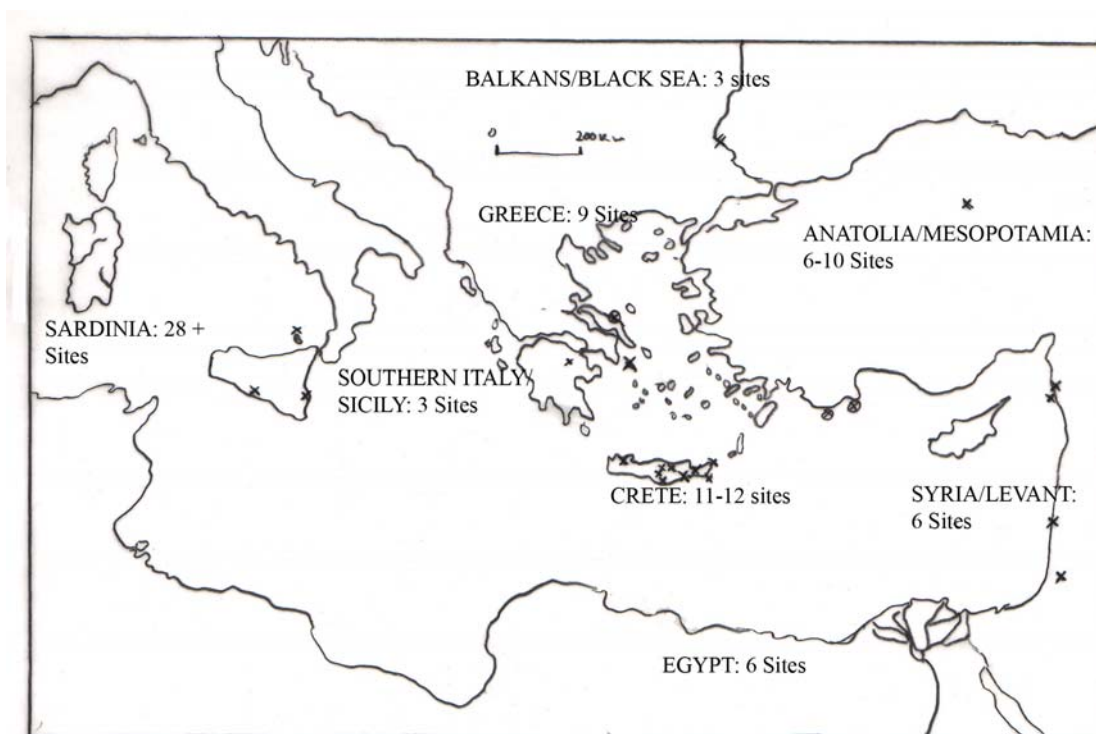 BALKANS/BLACK SEA: 3 sites
0 200 Km
GREECE: 9 Sites
ANATOLIA/MESOPOTAMIA:
6-10 Sites
SARDINIA: 28 +
Sites
SOUTHERN ITALY/
SICILY: 3 Sites
CRETE: 11-12 sites
SYRIA/LEVANT:
6 Sites
EGYPT: 6 Sites